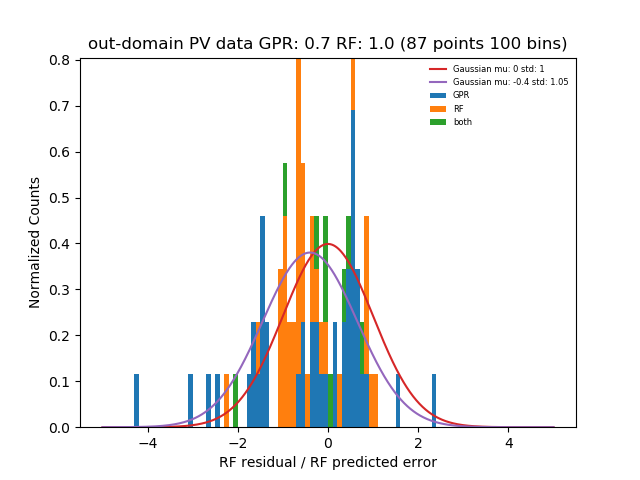 out-domain PV data GPR: 0.7 RF: 1.0 (87 points 100 bins)
Gaussian mu: 0 std: 1
Gaussian mu: -0.4 std: 1.05
GPR
RF
both
Normalized Counts
0.8
0.7
0.6
0.5
0.4
0.3
0.2
0.1
0.0
−4 −2 0 2 4
RF residual / RF predicted error